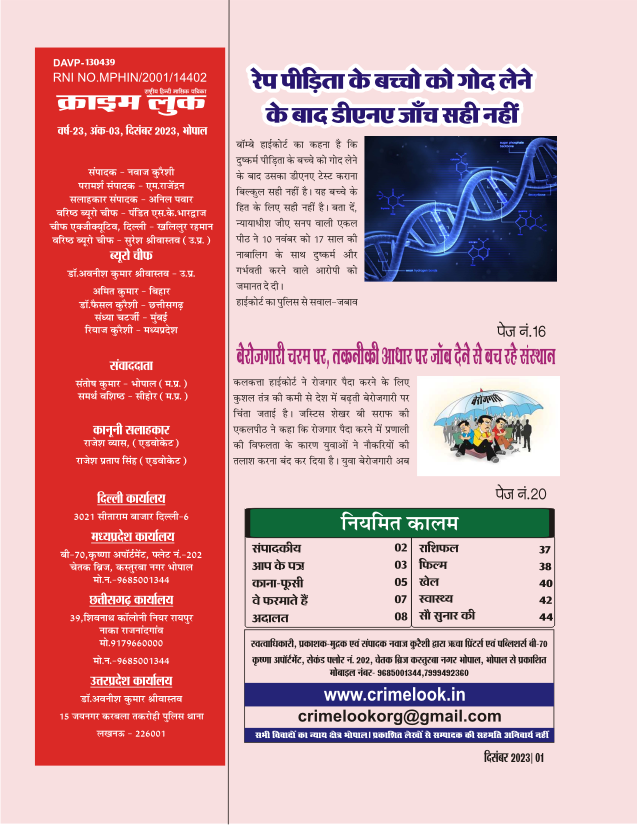 DAVP-130439
RNI NO.MPHIN/2001/14402
राष्ट्रीय हिन्दी मासिक पत्रिका
क्राइम लुक
वर्ष-23, अंक-03, दिसंबर 2023, भोपाल
संपादक - नवाज कुरैशी
परामर्श संपादक - एम.राजेंद्रन
सलाहकार संपादक - अनिल पवार
वरिष्ठ ब्यूरो चीफ - पंडित एस.के.भारद्वाज
चीफ एक्जीक्यूटिव, दिल्ली - खलिलुर रहमान
वरिष्ठ ब्यूरो चीफ - सुरेश श्रीवास्तव ( उ.प्र. )
ब्यूरो चीफ
डॉ.अवनीश कुमार श्रीवास्तव - उ.प्र.
अमित कुमार - बिहार
डॉ.फैसल कुरैशी - छत्तीसगढ़
संध्या चटर्जी - मुंबई
रियाज कुरैशी - मध्यप्रदेश
संवाददाता
संतोष कुमार - भोपाल ( म.प्र. )
समर्थ वशिष्ठ - सीहोर ( म.प्र. )
कानूनी सलाहकार
राजेश व्यास, ( एडवोकेट )
राजेश प्रताप सिंह ( एडवोकेट )
दिल्ली कार्यालय
3021 सीताराम बाजार दिल्ली-6
मध्यप्रदेश कार्यालय
बी-70,कृष्णा अपॉर्टमेंट, फ्लेट नं.-202
चेतक ब्रिज, कस्तुरबा नगर भोपाल
मो.न.-9685001344
छत्तीसगढ़ कार्यालय
39,शिवनाथ कॉलोनी नियर रायपुर
नाका राजनांदगांव
मो.9179660000
मो.न.-9685001344
उत्तरप्रदेश कार्यालय
डॉ.अवनीश कुमार श्रीवास्तव
15 जयनगर करबला तकरोही पुलिस थाना
लखनऊ - 226001
रेप पीड़िता के बच्चो को गोद लेने
के बाद डीएनए जाँच सही नहीं
बॉम्बे हाईकोर्ट का कहना है कि
दुष्कर्म पीड़िता के बच्चे को गोद लेने
के बाद उसका डीएनए टेस्ट कराना
बिल्कुल सही नहीं है। यह बच्चे के
हित के लिए सही नहीं है। बता दें,
न्यायाधीश जीए सनप वाली एकल
पीठ ने 10 नवंबर को 17 साल की
नाबालिग के साथ दुष्कर्म और
गर्भवती करने वाले आरोपी को
जमानत दे दी।
हाईकोर्ट का पुलिस से सवाल-जवाब
पेज नं.16
बेरोजगारी चरम पर, तकनीकी आधार पर जॉब देने से बच रहे संस्थान
कलकत्ता हाईकोर्ट ने रोजगार पैदा करने के लिए
कुशल तंत्र की कमी से देश में बढ़ती बेरोजगारी पर
चिंता जताई है। जस्टिस शेखर बी सराफ की
एकलपीठ ने कहा कि रोजगार पैदा करने में प्रणाली
की विफलता के कारण युवाओं ने नौकरियों की
तलाश करना बंद कर दिया है। युवा बेरोजगारी अब
बेरोजगारी
पेज नं.20
नियमित कालम
संपादकीय 02 राशिफल 37
आप के पत्र 03 फिल्म 38
काना-फूसी 05 खेल 40
वे फरमाते हैं 07 स्वास्थ्य 42
अदालत 08 सौ सुनार की 44
स्वत्वाधिकारी, प्रकाशक-मुद्रक एवं संपादक नवाज कुरैशी द्वारा ऋचा प्रिंटर्स एवं पब्लिशर्स बी-70
कृष्णा अपॉर्टमेंट, सेकंड फ्लोर नं. 202, चेतक ब्रिज कस्तुरबा नगर भोपाल, भोपाल से प्रकाशित
मोबाइल नंबर- 9685001344,7999492360
www.crimelook.in
crimelookorg@gmail.com
सभी विवादों का न्याय क्षेत्र भोपाल। प्रकाशित लेखों से सम्पादक की सहमति अनिवार्य नहीं
दिसंबर 2023| 01